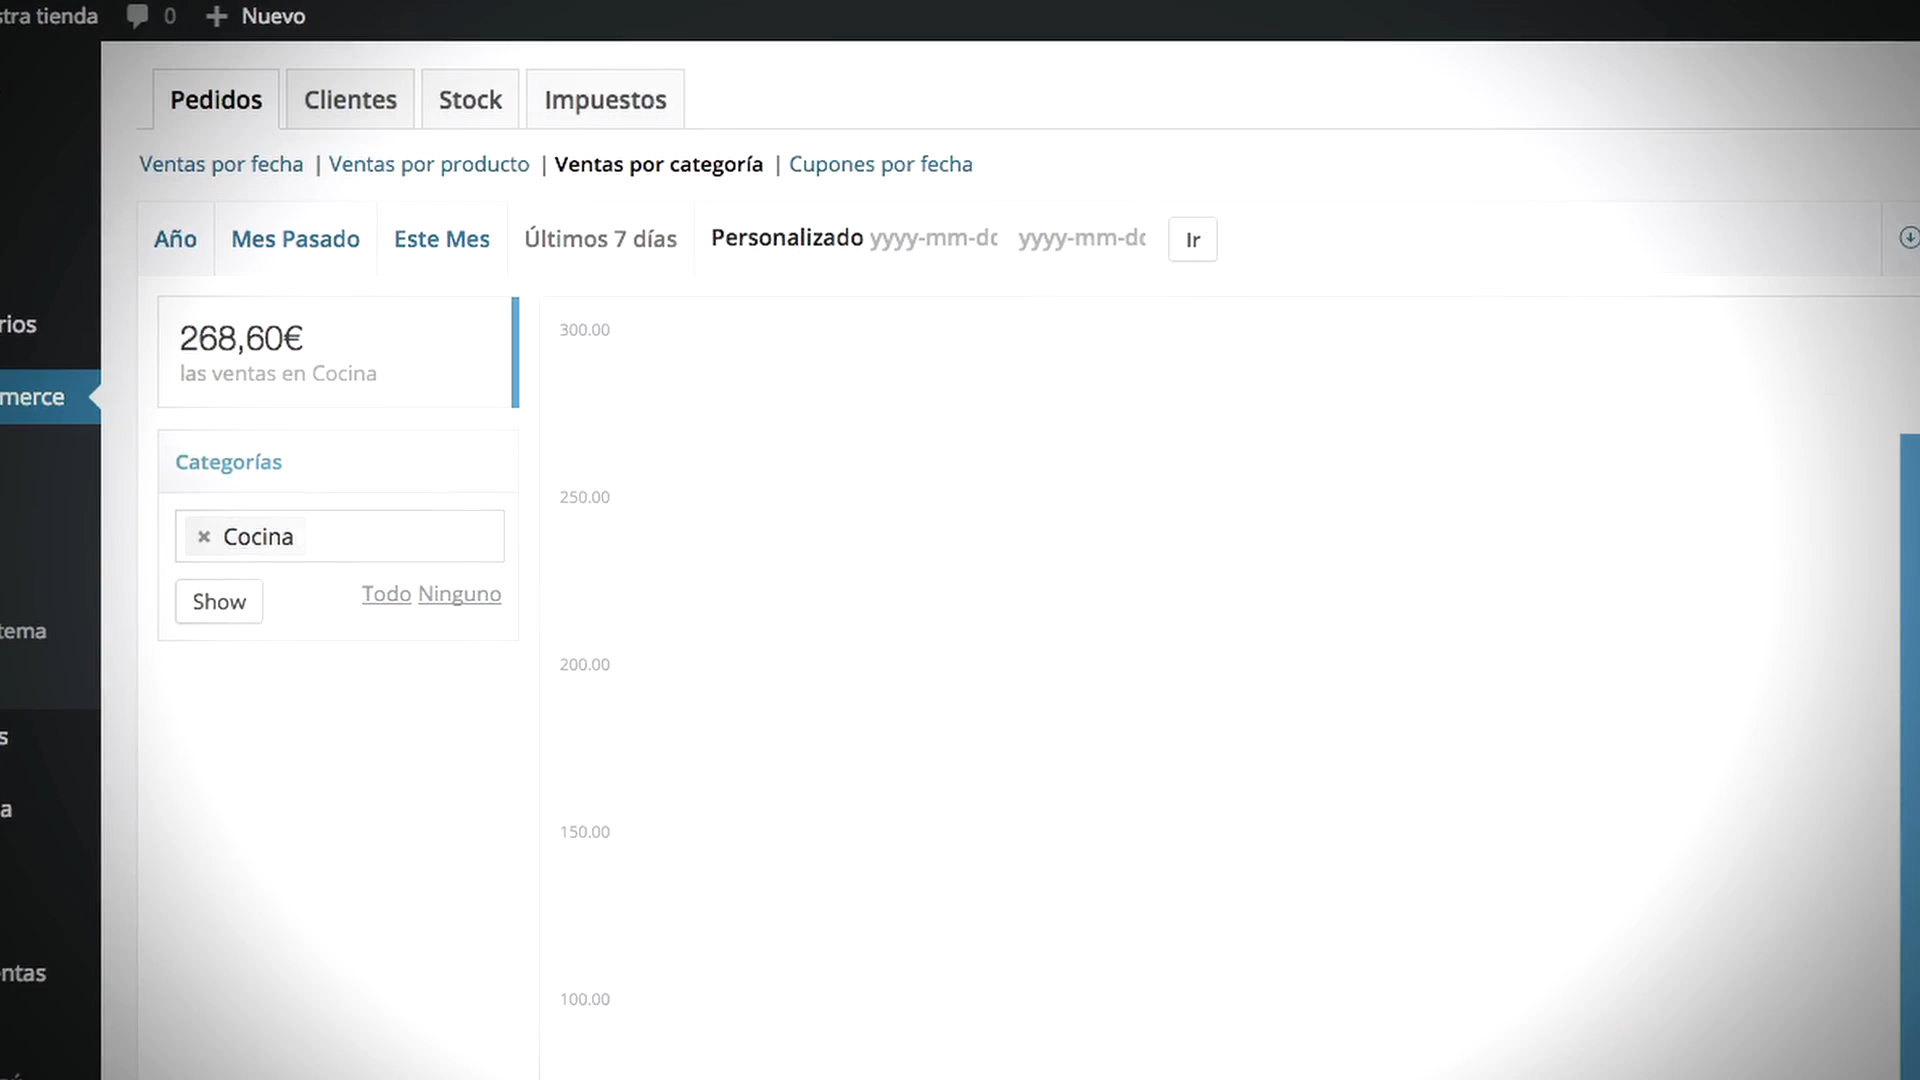 stra tienda 0 Nuevo
Pedidos Clientes Stock Impuestos
Ventas por fecha | Ventas por producto | Ventas por categoría | Cupones por fecha
Año Mes Pasado Este Mes Últimos 7 días Personalizado yyyy-mm-dd yyyy-mm-dd Ir
268,60€
las ventas en Cocina
Categorías
× Cocina
Show Todo Ninguno
300.00
250.00
200.00
150.00
100.00
rios
merce
tema
s
a
entas